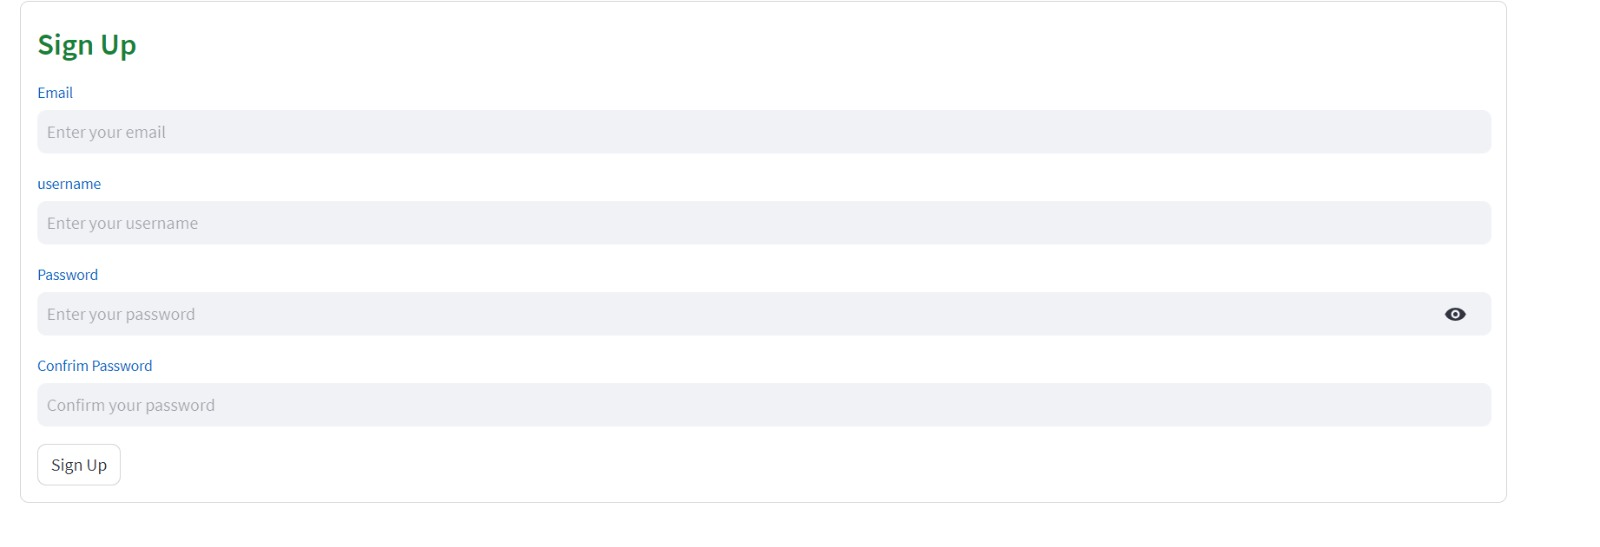 Sign Up
Email
Enter your email
username
Enter your username
Password
Enter your password
Confrim Password
Confirm your password
Sign Up